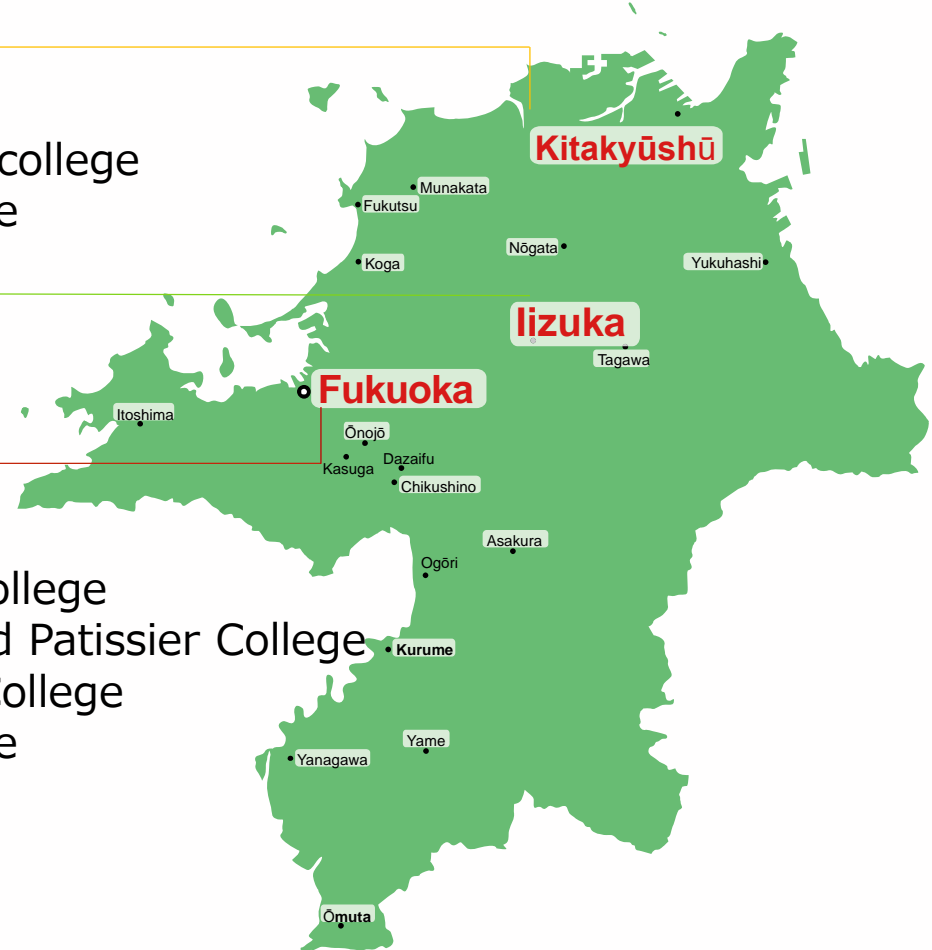 college
e
Kitakyūshū
Munakata
Fukutsu
Nōgata
Koga
Yukuhashi
Iizuka
Tagawa
Fukuoka
Itoshima
Ōnojō
Kasuga
Dazaifu
Chikushino
Asakura
Ogōri
ollege
d Patissier College
Kurume
College
e
Yame
Yanagawa
Ōmuta